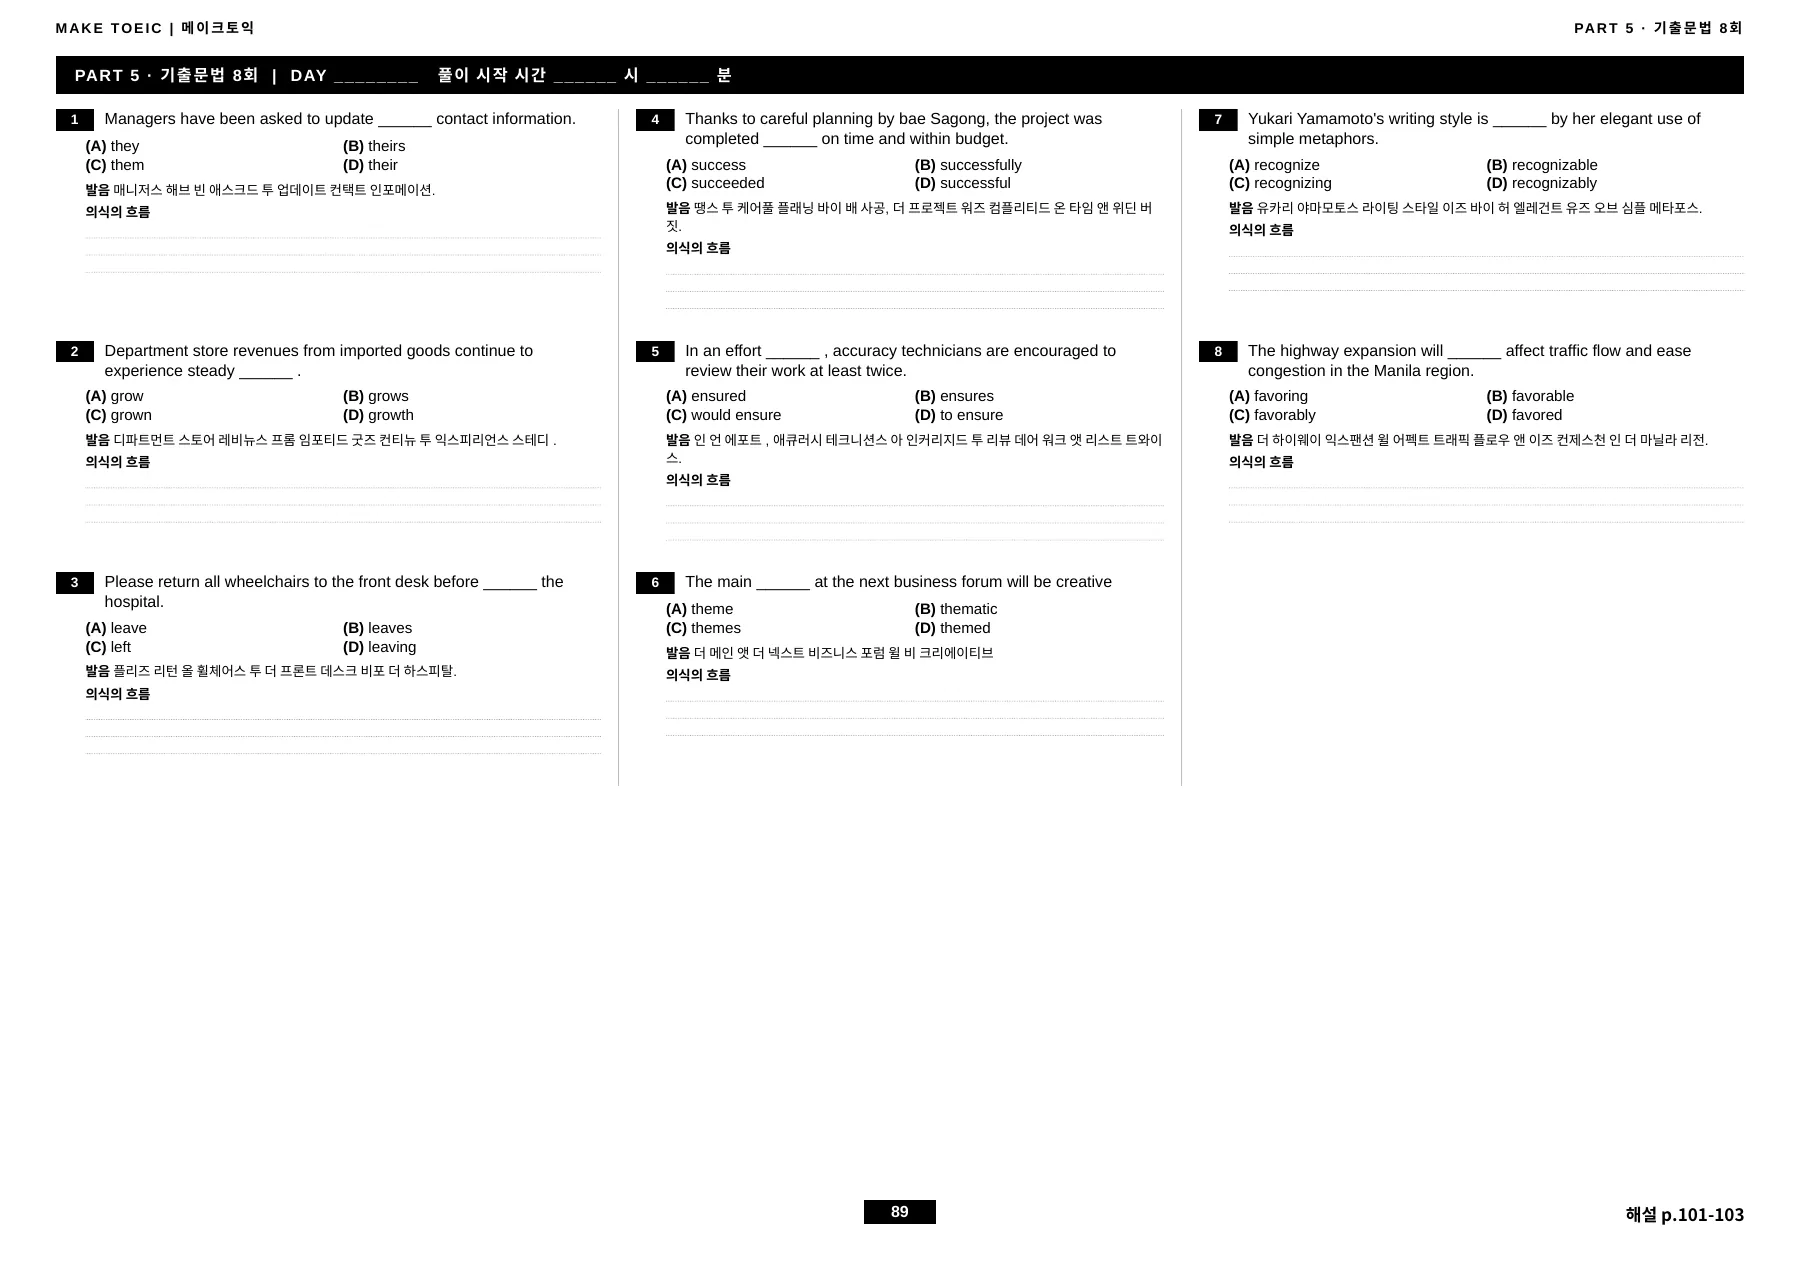 MAKE TOEIC | 메이크토익
PART 5 · 기출문법 8회
PART 5 · 기출문법 8회 | DAY ________ 풀이 시작 시간 ______ 시 ______ 분
1 Managers have been asked to update ______ contact information.
(A) they (B) theirs
(C) them (D) their
발음 매니저스 해브 빈 애스크드 투 업데이트 컨택트 인포메이션.
의식의 흐름
2 Department store revenues from imported goods continue to
experience steady ______ .
(A) grow (B) grows
(C) grown (D) growth
발음 디파트먼트 스토어 레비뉴스 프롬 임포티드 굿즈 컨티뉴 투 익스피리언스 스테디 .
의식의 흐름
3 Please return all wheelchairs to the front desk before ______ the
hospital.
(A) leave (B) leaves
(C) left (D) leaving
발음 플리즈 리턴 올 휠체어스 투 더 프론트 데스크 비포 더 하스피탈.
의식의 흐름
4 Thanks to careful planning by bae Sagong, the project was
completed ______ on time and within budget.
(A) success (B) successfully
(C) succeeded (D) successful
발음 땡스 투 케어풀 플래닝 바이 배 사공, 더 프로젝트 워즈 컴플리티드 온 타임 앤 위딘 버
짓.
의식의 흐름
5 In an effort ______ , accuracy technicians are encouraged to
review their work at least twice.
(A) ensured (B) ensures
(C) would ensure (D) to ensure
발음 인 언 에포트 , 애큐러시 테크니션스 아 인커리지드 투 리뷰 데어 워크 앳 리스트 트와이
스.
의식의 흐름
6 The main ______ at the next business forum will be creative
(A) theme (B) thematic
(C) themes (D) themed
발음 더 메인 앳 더 넥스트 비즈니스 포럼 윌 비 크리에이티브
의식의 흐름
7 Yukari Yamamoto's writing style is ______ by her elegant use of
simple metaphors.
(A) recognize (B) recognizable
(C) recognizing (D) recognizably
발음 유카리 야마모토스 라이팅 스타일 이즈 바이 허 엘레건트 유즈 오브 심플 메타포스.
의식의 흐름
8 The highway expansion will ______ affect traffic flow and ease
congestion in the Manila region.
(A) favoring (B) favorable
(C) favorably (D) favored
발음 더 하이웨이 익스팬션 윌 어펙트 트래픽 플로우 앤 이즈 컨제스천 인 더 마닐라 리전.
의식의 흐름
89
해설 p.101-103